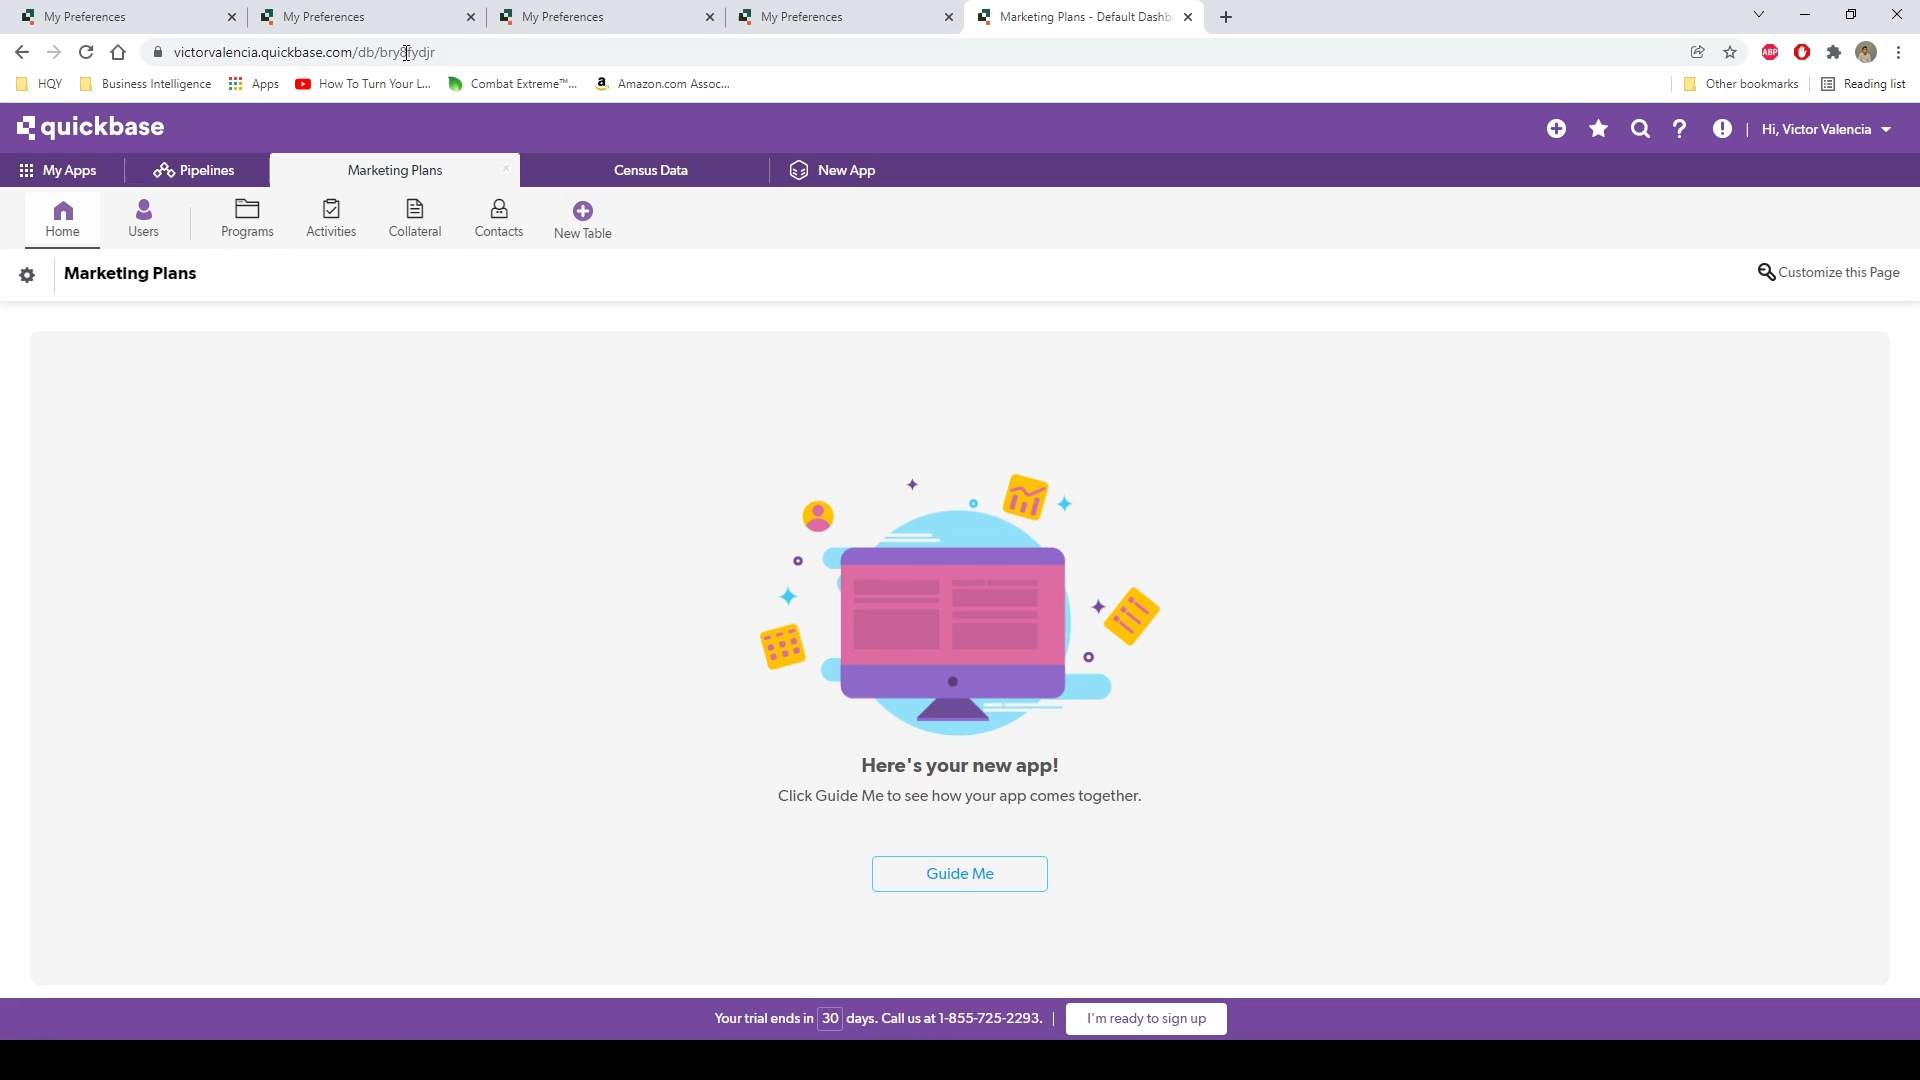 My Preferences
My Preferences
My Preferences
My Preferences
Marketing Plans - Default Dashb
victorvalencia.quickbase.com/db/bry8fydjr
HQY
Business Intelligence
Apps
How To Turn Your L...
Combat Extreme™...
Amazon.com Assoc...
Other bookmarks
Reading list
ABP
quickbase
Hi, Victor Valencia
My Apps
Pipelines
Marketing Plans
Census Data
New App
Home
Users
Programs
Activities
Collateral
Contacts
New Table
Marketing Plans
Customize this Page
Here's your new app!
Click Guide Me to see how your app comes together.
Guide Me
Your trial ends in 30 days. Call us at 1-855-725-2293.
I'm ready to sign up